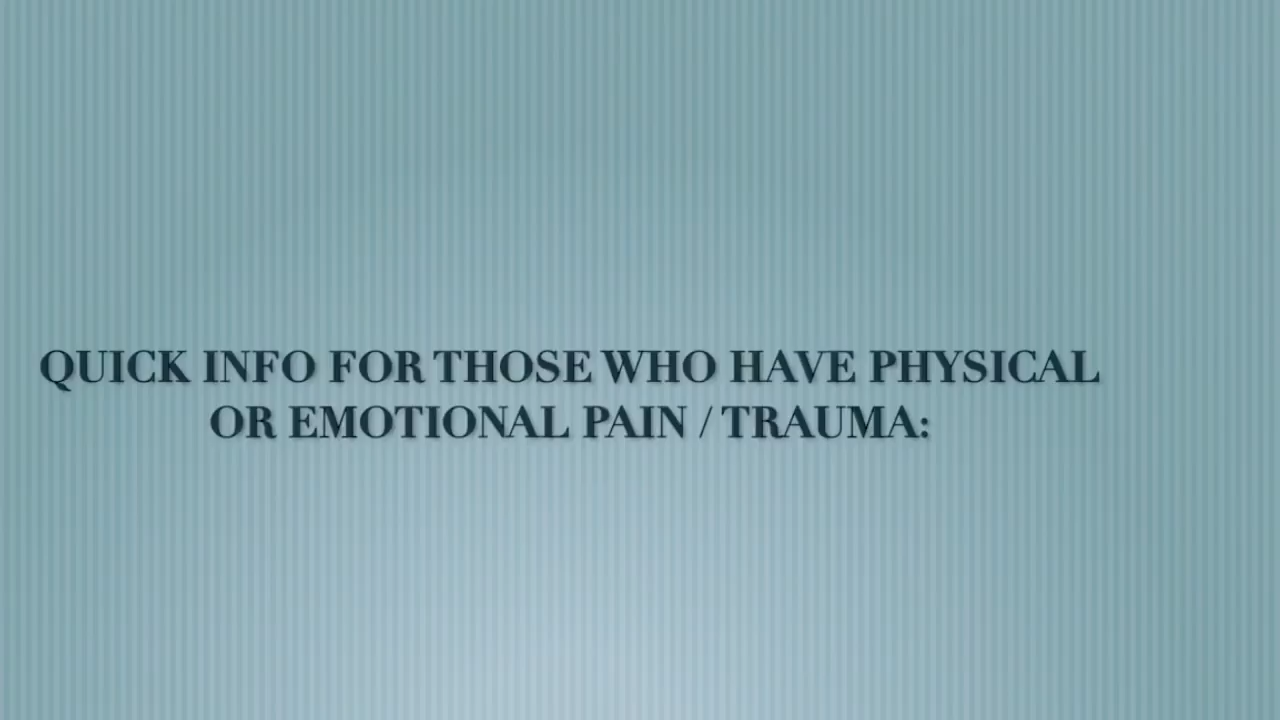 QUICK INFO FOR THOSE WHO HAVE PHYSICAL
OR EMOTIONAL PAIN / TRAUMA: